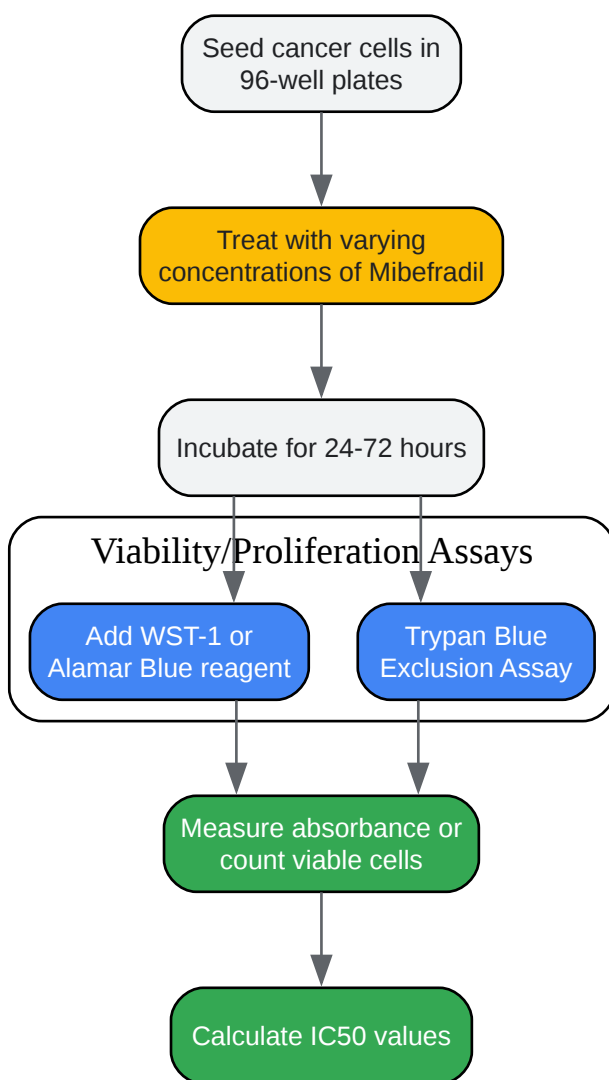 Seed cancer cells in
96-well plates
Treat with varying
concentrations of Mibefradil
Incubate for 24-72 hours
Viability/Proliferation Assays
Add WST-1 or
Alamar Blue reagent
Trypan Blue
Exclusion Assay
Measure absorbance or
count viable cells
Calculate IC50 values